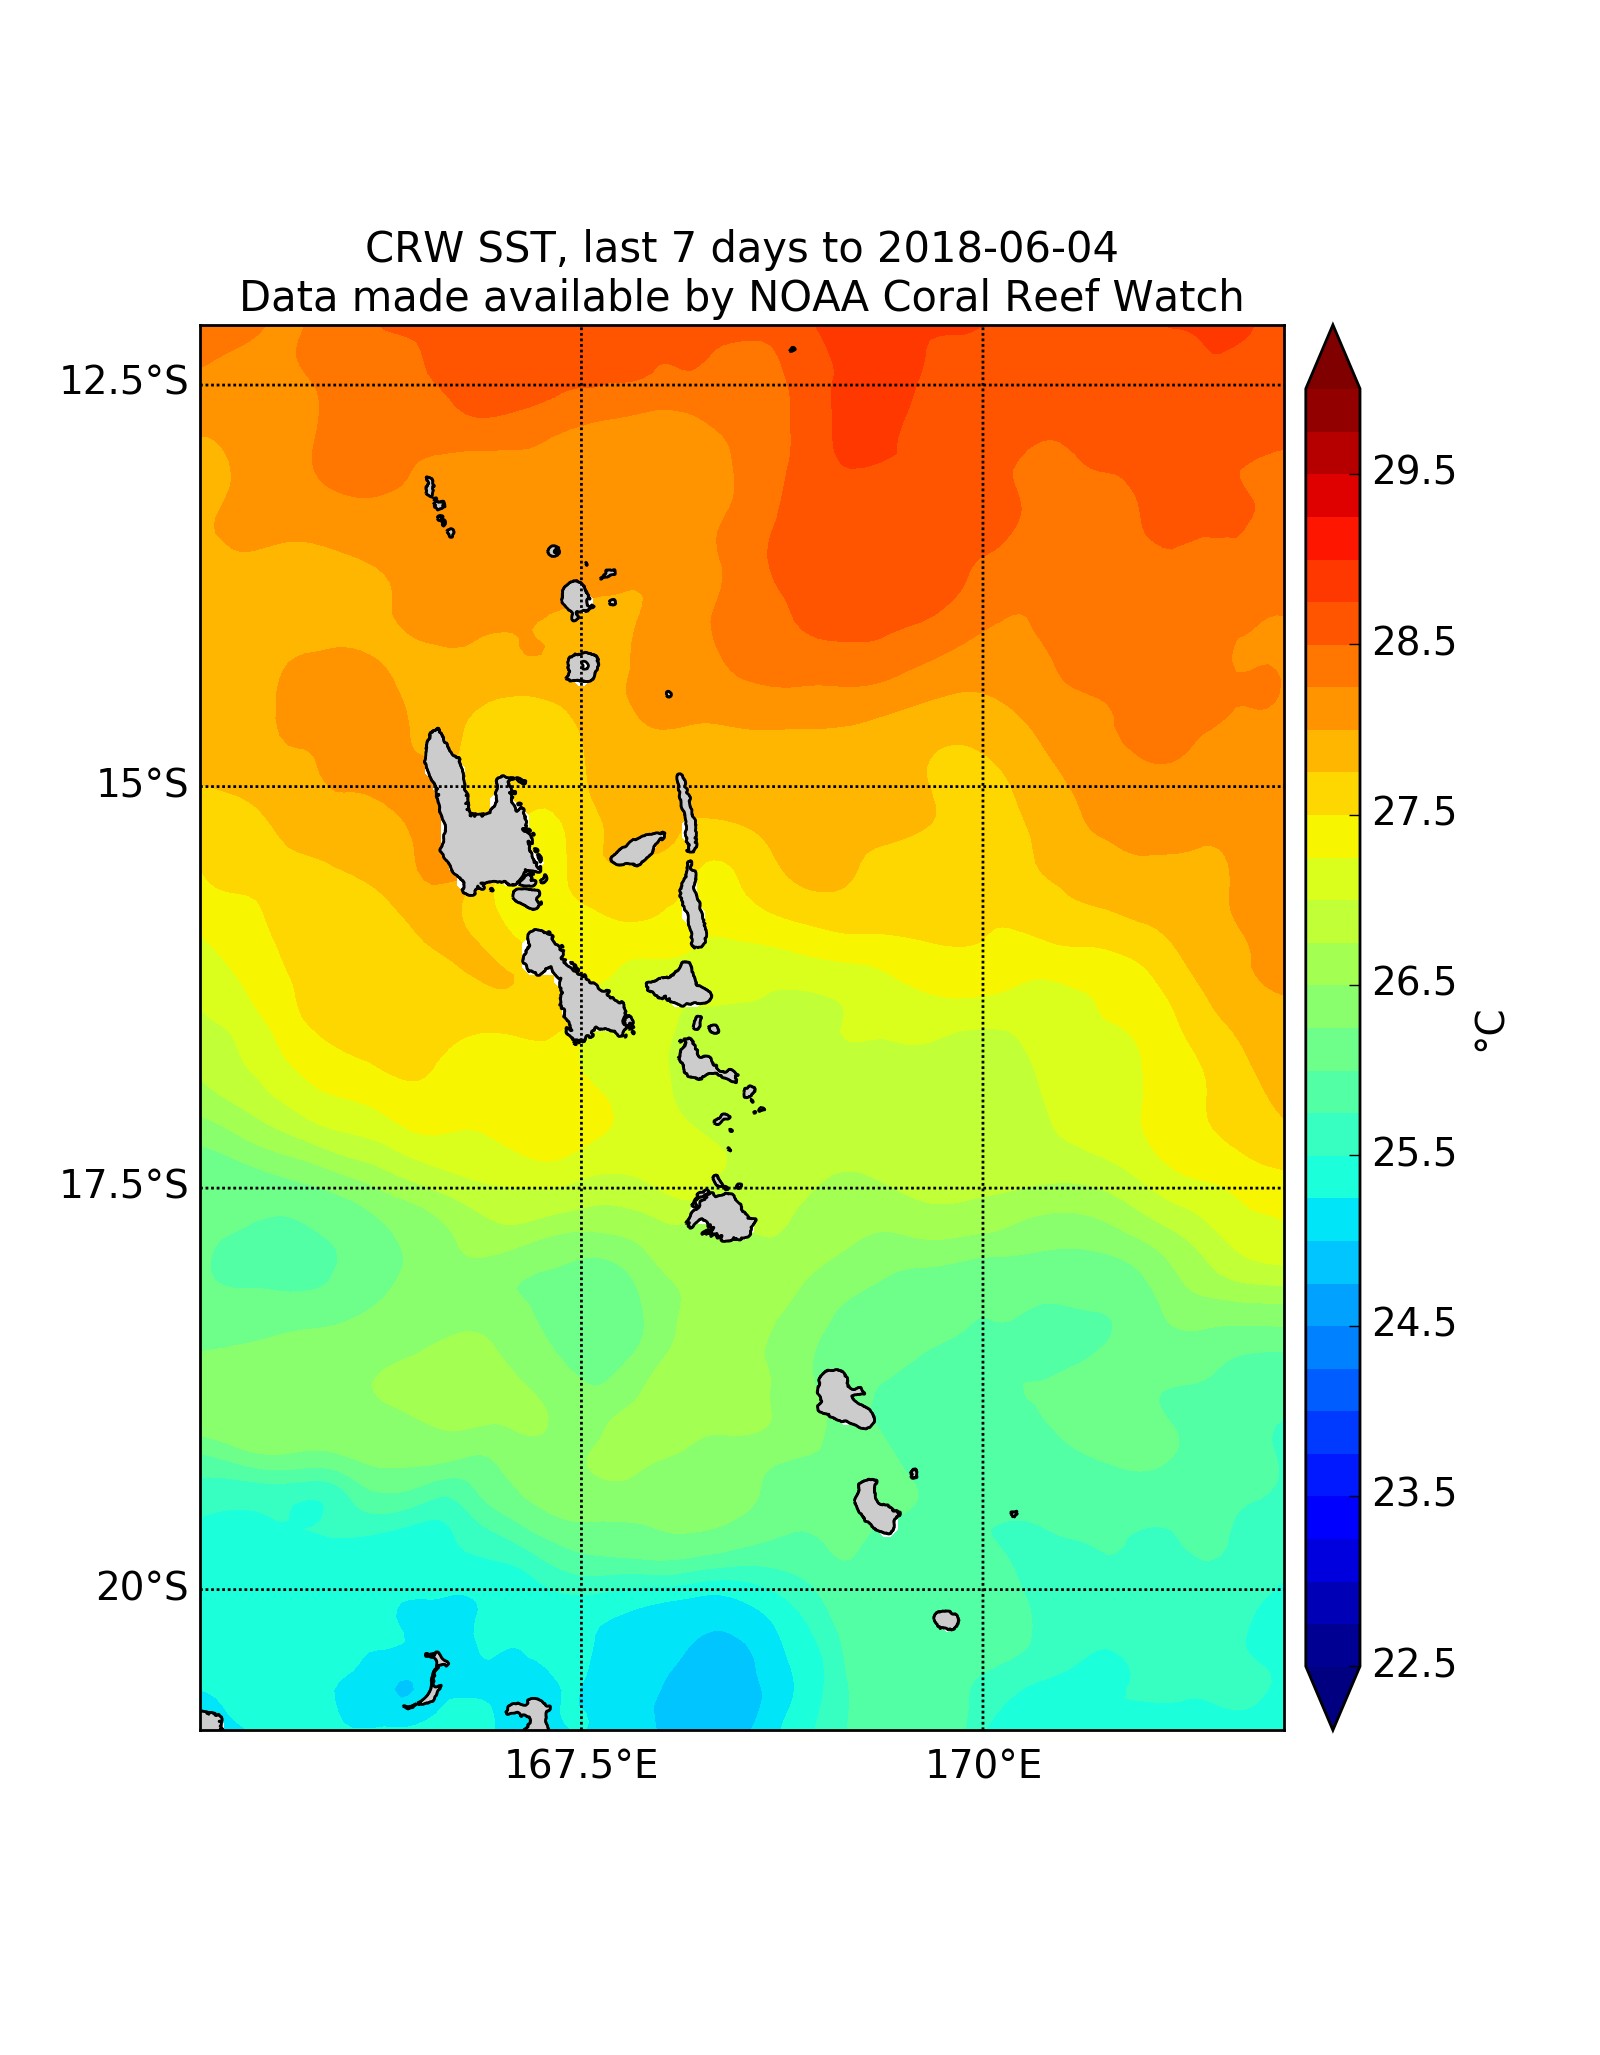 CRW SST, last 7 days to 2018-06-04
Data made available by NOAA Coral Reef Watch
12.5°S
15°S
17.5°S
20°S
167.5°E
170°E
29.5
28.5
27.5
26.5
25.5
24.5
23.5
22.5
°C